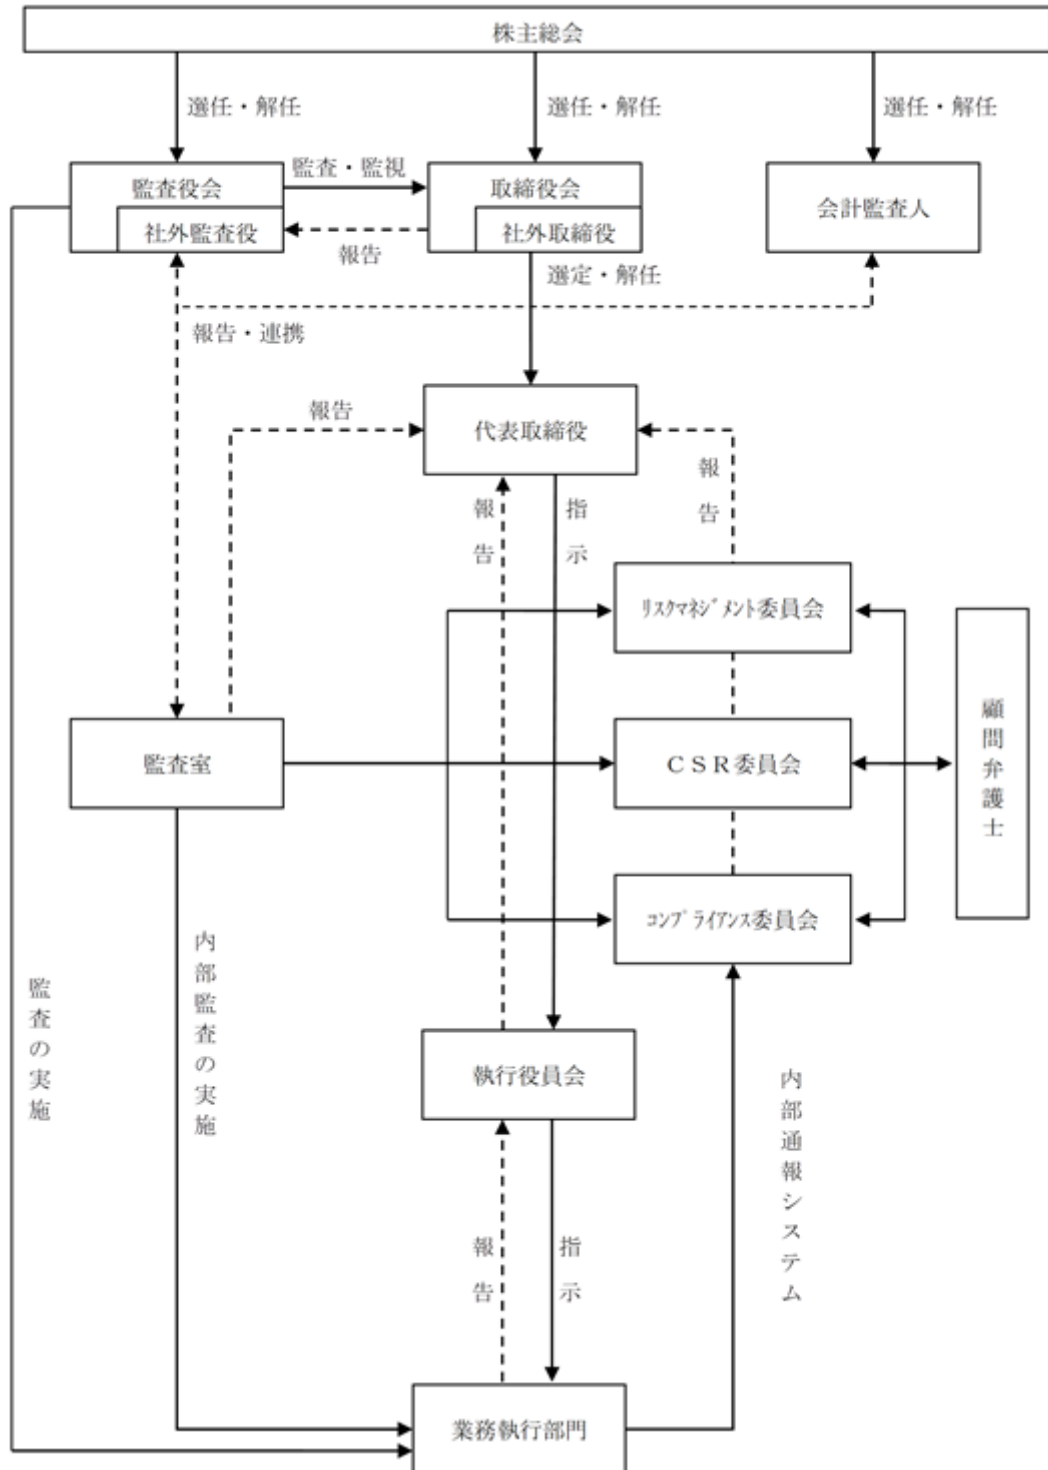 株主総会
選任・解任
選任・解任
選任・解任
監査役会
監査・監視
取締役会
会計監査人
社外監査役
報告
社外取締役
選定・解任
報告・連携
報告
代表取締役
報告
報告
指示
ﾘｽｸﾏﾈｼﾞﾒﾝﾄ委員会
監査室
ＣＳＲ委員会
顧問弁護士
ｺﾝﾌﾟﾗｲｱﾝｽ委員会
監査の実施
内部監査の実施
執行役員会
内部通報システム
報告
指示
業務執行部門